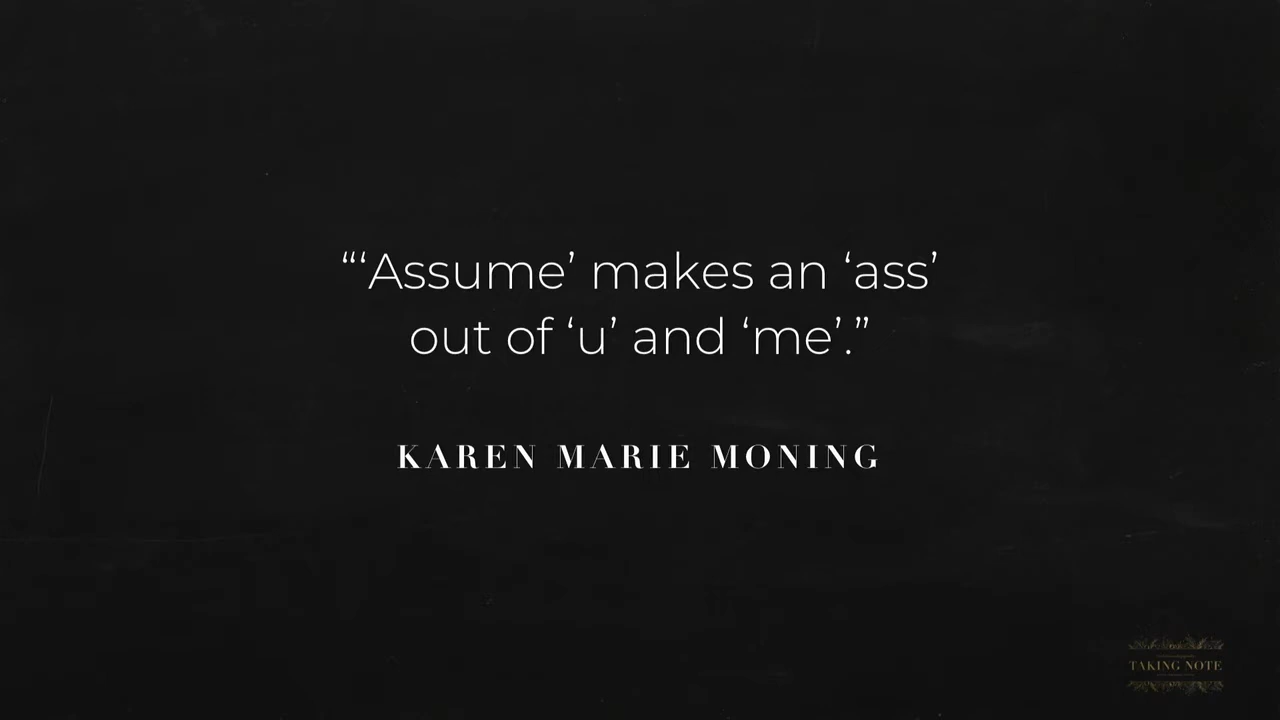 “‘Assume’ makes an ‘ass’
out of ‘u’ and ‘me’.”
KAREN MARIE MONING
TAKING NOTE